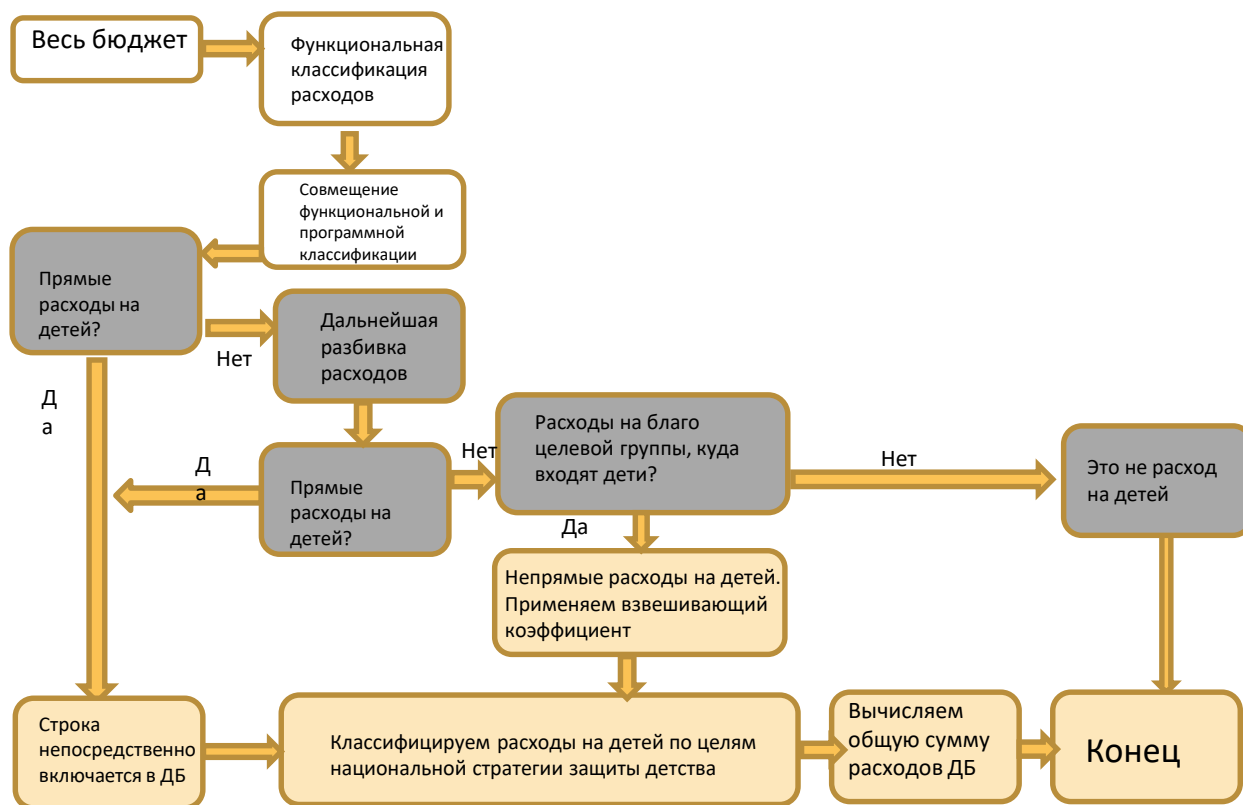 Весь бюджет
Функциональная
классификация
расходов
Совмещение
функциональной и
программной
классификации
Прямые
расходы на
детей?
Нет
Дальнейшая
разбивка
расходов
Д
а
Д
а
Прямые
расходы на
детей?
Нет
Расходы на благо
целевой группы, куда
входят дети?
Нет
Это не расход
на детей
Да
Непрямые расходы на детей.
Применяем взвешивающий
коэффициент
Строка
непосредственно
включается в ДБ
Классифицируем расходы на детей по целям
национальной стратегии защиты детства
Вычисляем
общую сумму
расходов ДБ
Конец